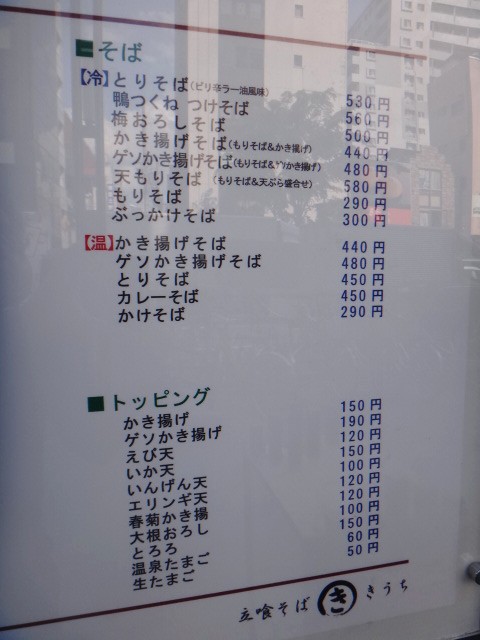 ■そば
【冷】とりそば(ピリ辛ラー油風味) 530円
鴨つくね つけそば 560円
梅おろしそば 500円
かき揚げそば(もりそば&かき揚げ) 440円
ゲソかき揚げそば(もりそば&ゲソかき揚げ) 480円
天もりそば (もりそば&天ぷら盛合せ) 580円
もりそば 290円
ぶっかけそば 300円
【温】かき揚げそば 440円
ゲソかき揚げそば 480円
とりそば 450円
カレーそば 450円
かけそば 290円
■トッピング
かき揚げ 150円
ゲソかき揚げ 190円
えび天 120円
いか天 150円
いんげん天 100円
エリンギ天 120円
春菊かき揚 120円
大根おろし 100円
とろろ 150円
温泉たまご 60円
生たまご 50円
立喰そば き きうち